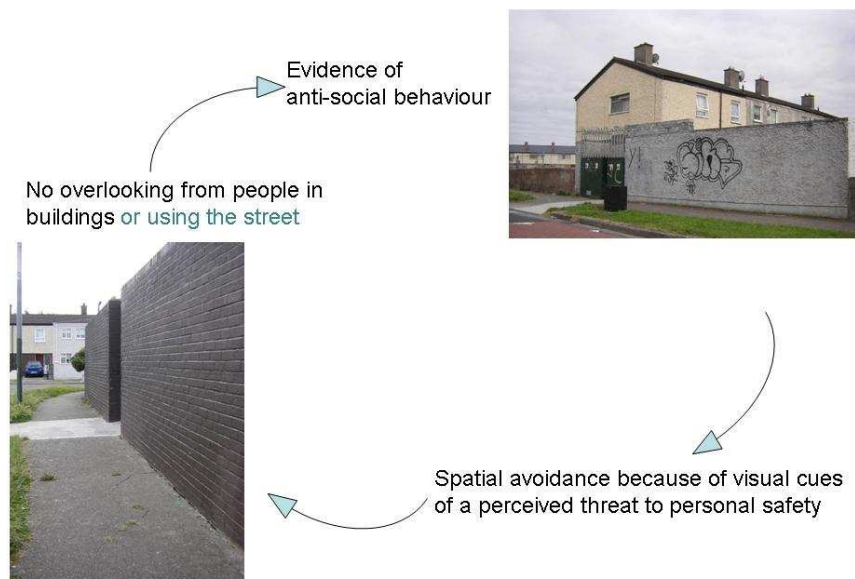 Evidence of
anti-social behaviour
No overlooking from people in
buildings or using the street
Spatial avoidance because of visual cues
of a perceived threat to personal safety